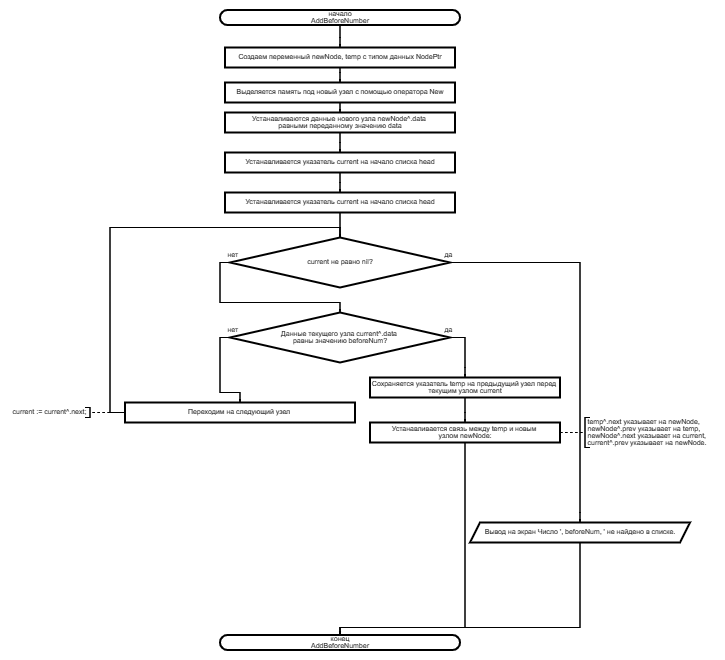 начало
AddBeforeNumber
Создаем переменный newNode, temp с типом данных NodePtr
Выделяется память под новый узел с помощью оператора New
Устанавливаются данные нового узла newNode^.data
равными переданному значению data
Устанавливается указатель current на начало списка head
Устанавливается указатель current на начало списка head
нет
да
current не равно nil?
нет
да
Данные текущего узла current^.data
равны значению beforeNum?
Сохраняется указатель temp на предыдущий узел перед
текущим узлом current
current := current^.next;
Переходим на следующий узел
Устанавливается связь между temp и новым
узлом newNode:
temp^.next указывает на newNode,
newNode^.prev указывает на temp,
newNode^.next указывает на current,
current^.prev указывает на newNode.
Вывод на экран Число ', beforeNum, ' не найдено в списке.
конец
AddBeforeNumber